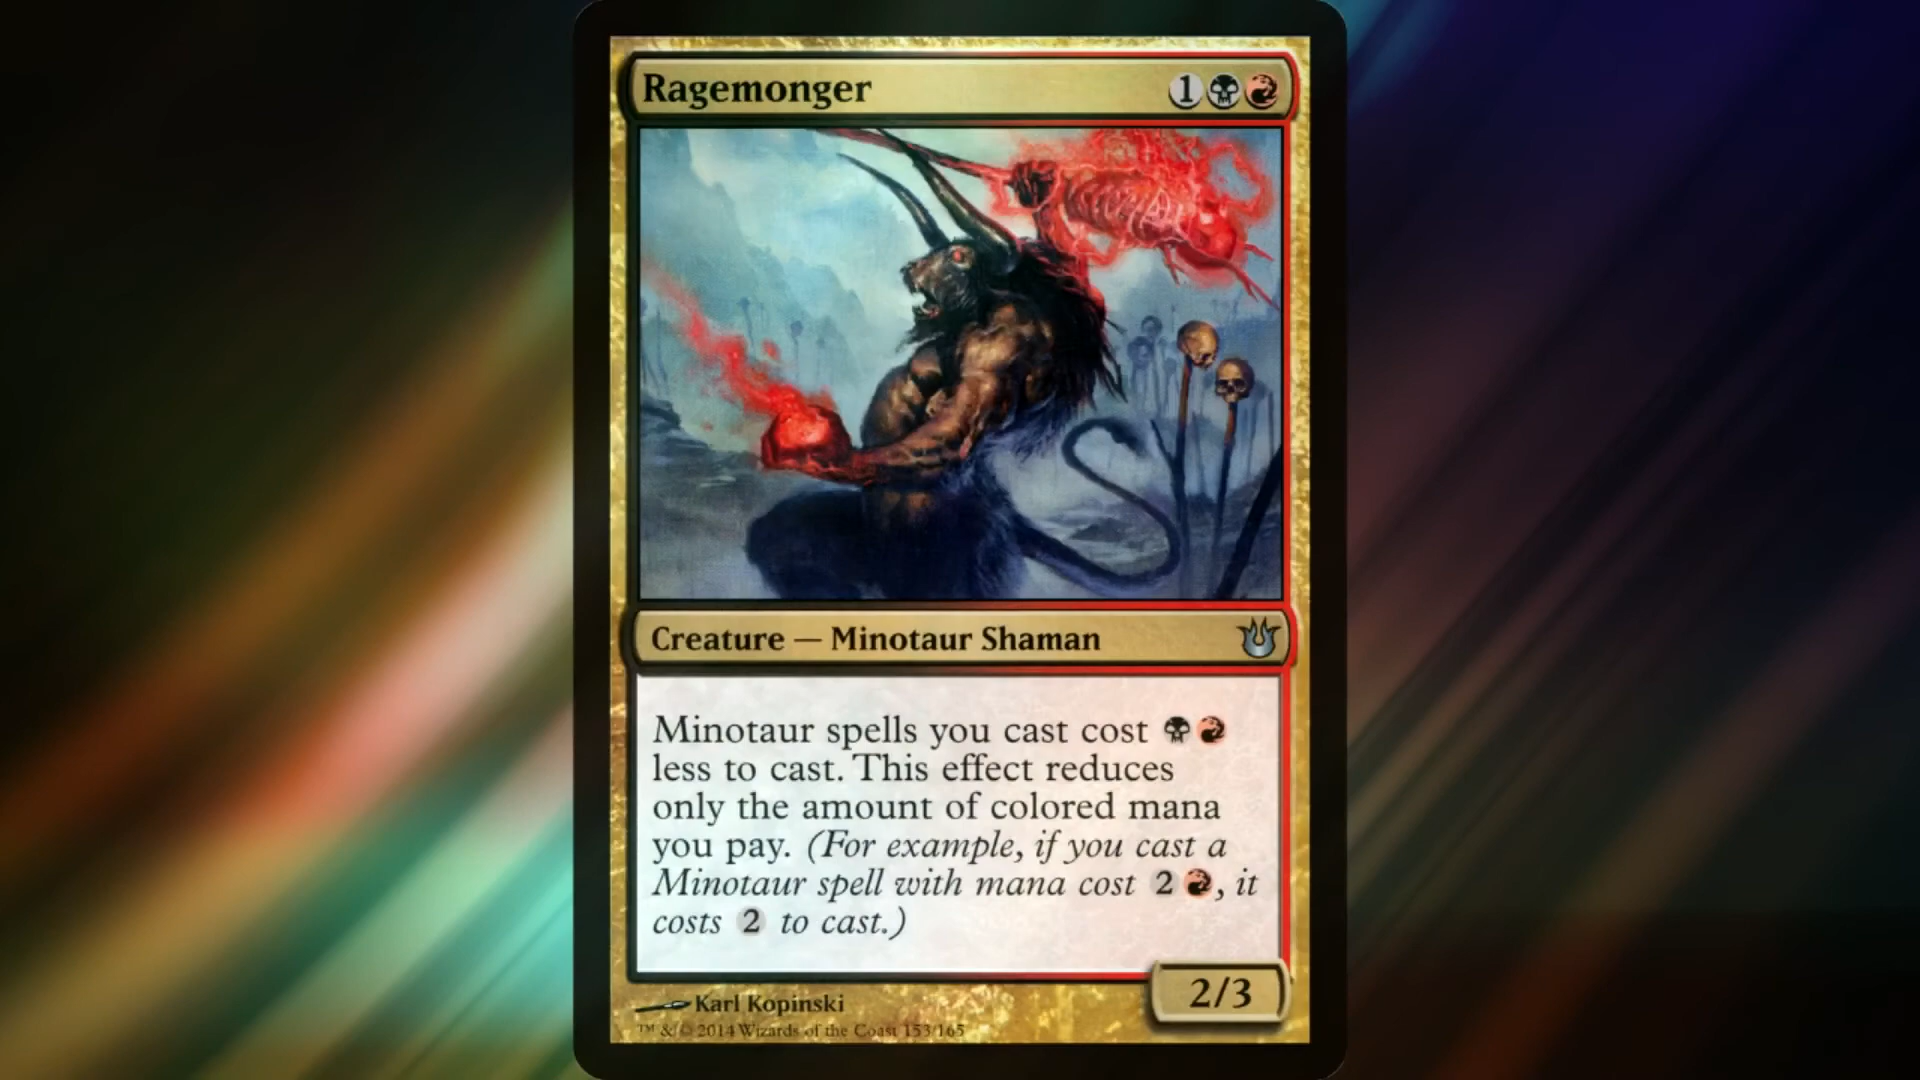 Ragemonger 1
Creature — Minotaur Shaman
Minotaur spells you cast cost
less to cast. This effect reduces
only the amount of colored mana
you pay. (For example, if you cast a
Minotaur spell with mana cost 2 , it
costs 2 to cast.)
2/3
Karl Kopinski
™ & © 2014 Wizards of the Coast 153/165